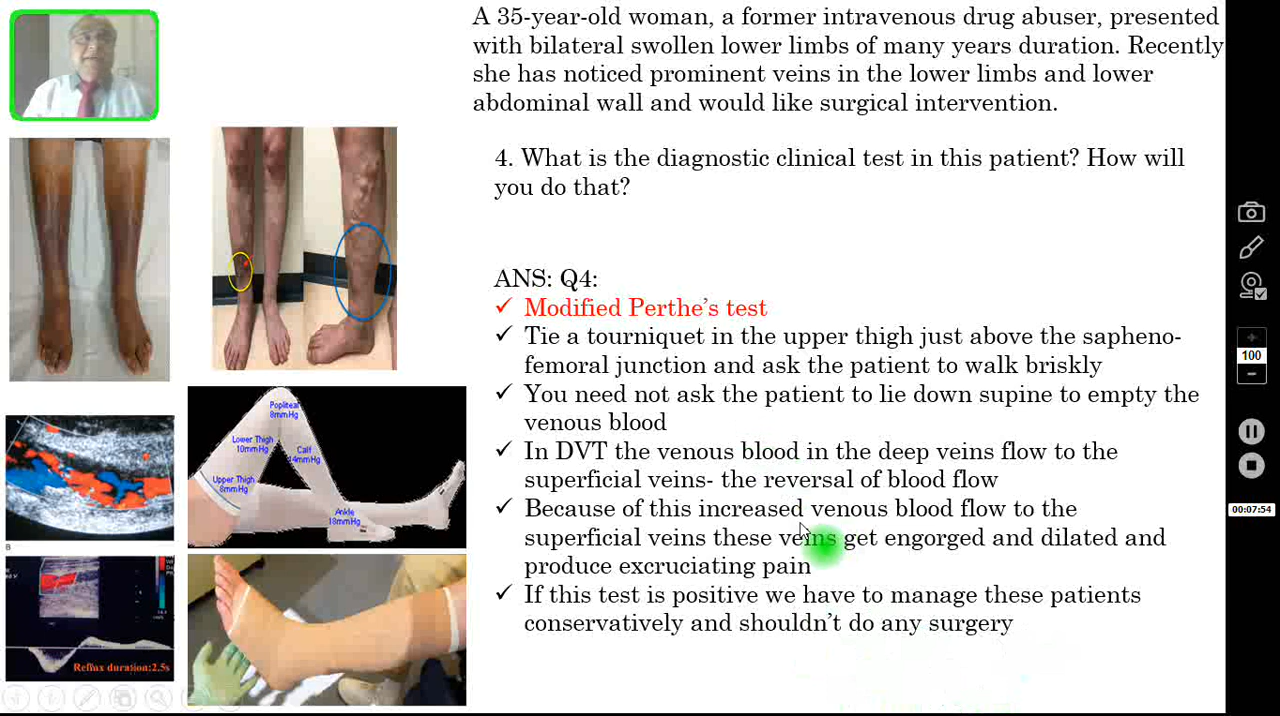 A 35-year-old woman, a former intravenous drug abuser, presented
with bilateral swollen lower limbs of many years duration. Recently
she has noticed prominent veins in the lower limbs and lower
abdominal wall and would like surgical intervention.
4. What is the diagnostic clinical test in this patient? How will
you do that?
ANS: Q4:
✓ Modified Perthe's test
✓ Tie a tourniquet in the upper thigh just above the sapheno-
femoral junction and ask the patient to walk briskly
✓ You need not ask the patient to lie down supine to empty the
venous blood
✓ In DVT the venous blood in the deep veins flow to the
superficial veins- the reversal of blood flow
✓ Because of this increased venous blood flow to the
superficial veins these veins get engorged and dilated and
produce excruciating pain
✓ If this test is positive we have to manage these patients
conservatively and shouldn't do any surgery
Popliteal
8mmHg
Lower Thigh
10mmHg
Calf
14mmHg
Upper Thigh
8mmHg
Ankle
18mmHg
B
Reflux duration:2.5s
100
00:07:54